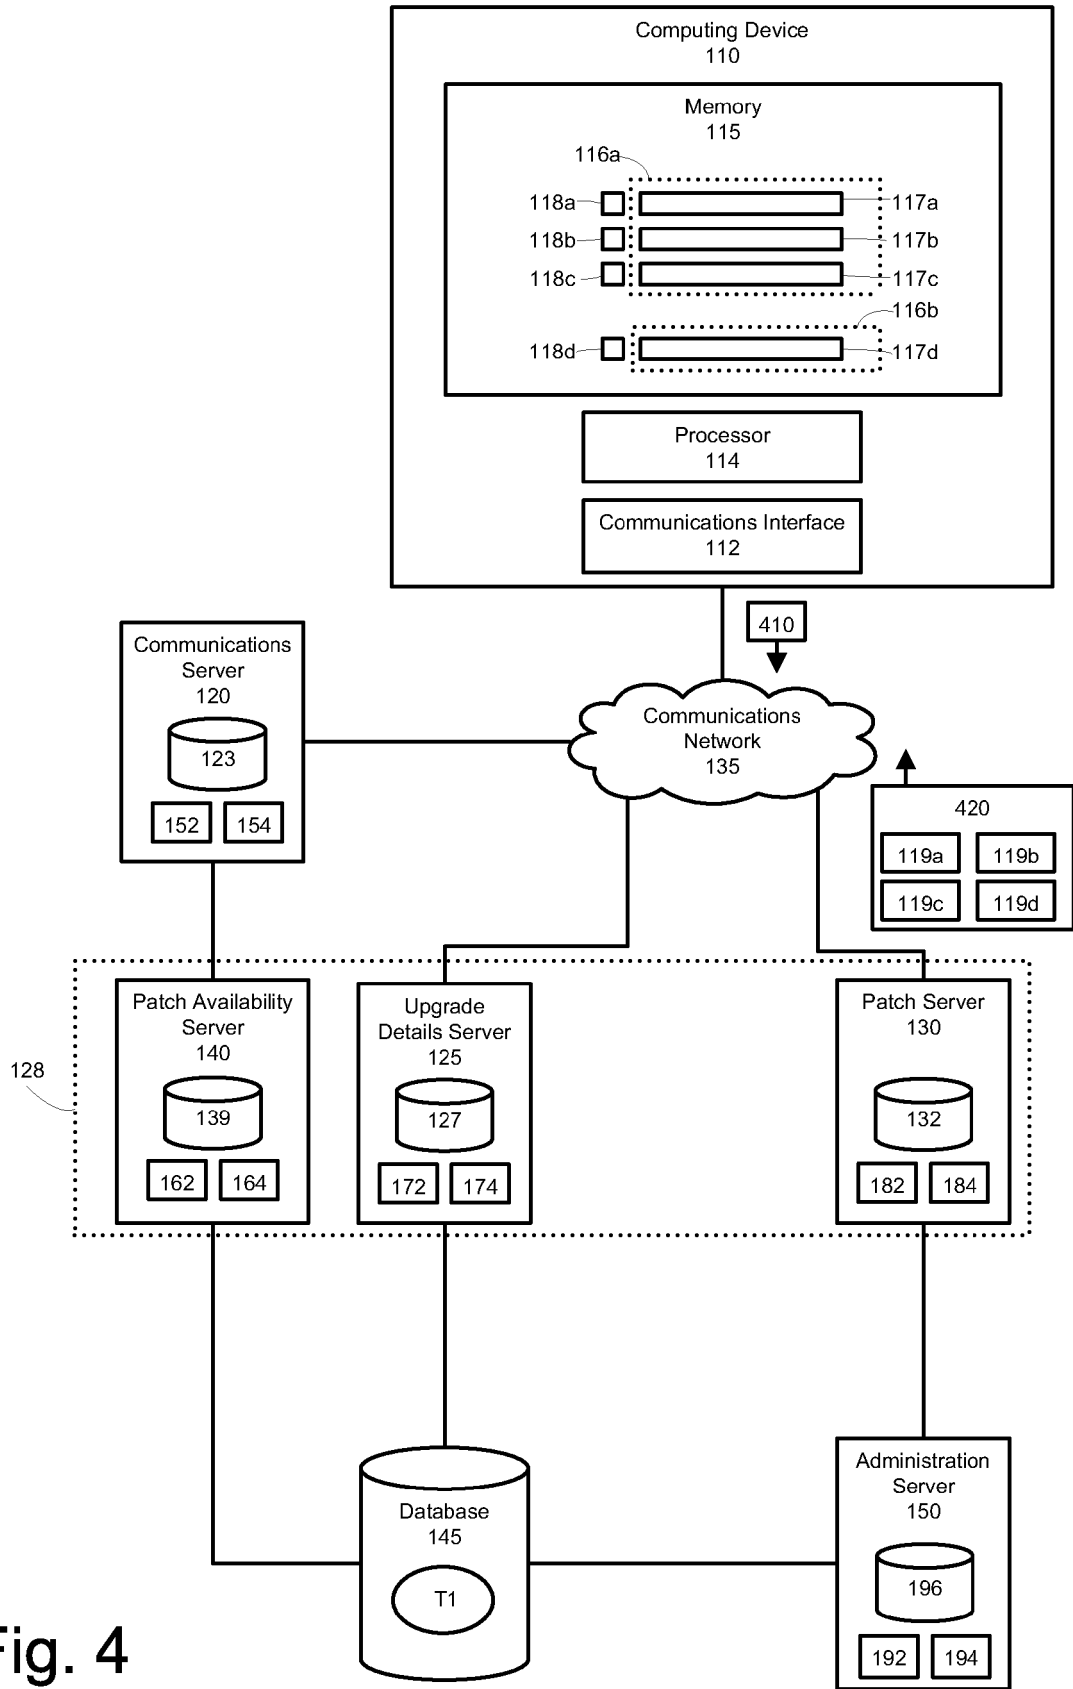 Computing Device
110
Memory
115
116a
118a
117a
118b
117b
118c
117c
116b
118d
117d
Processor
114
Communications Interface
112
410
Communications
Server
120
123
152
154
Communications
Network
135
420
119a
119b
119c
119d
128
Patch Availability
Server
140
139
162
164
Upgrade
Details Server
125
127
172
174
Patch Server
130
132
182
184
Database
145
T1
Administration
Server
150
196
192
194
Fig. 4